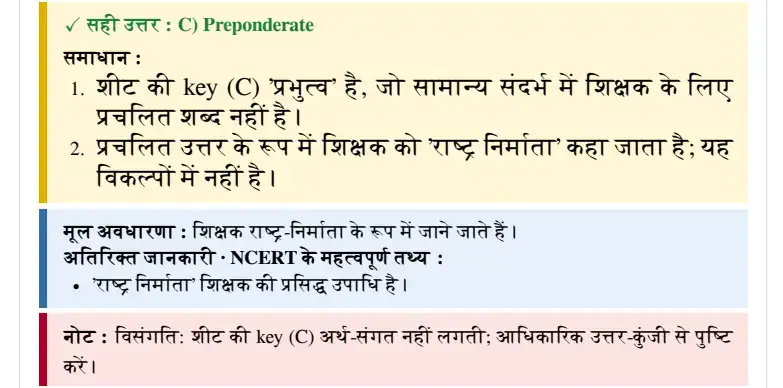 ✓ सही उत्तर : C) Preponderate
समाधान :
1. शीट की key (C) 'प्रभुत्व' है, जो सामान्य संदर्भ में शिक्षक के लिए
प्रचलित शब्द नहीं है।
2. प्रचलित उत्तर के रूप में शिक्षक को 'राष्ट्र निर्माता' कहा जाता है; यह
विकल्पों में नहीं है।
मूल अवधारणा : शिक्षक राष्ट्र-निर्माता के रूप में जाने जाते हैं।
अतिरिक्त जानकारी · NCERT के महत्वपूर्ण तथ्य :
• 'राष्ट्र निर्माता' शिक्षक की प्रसिद्ध उपाधि है।
नोट : विसंगति: शीट की key (C) अर्थ-संगत नहीं लगती; आधिकारिक उत्तर-कुंजी से पुष्टि
करें।